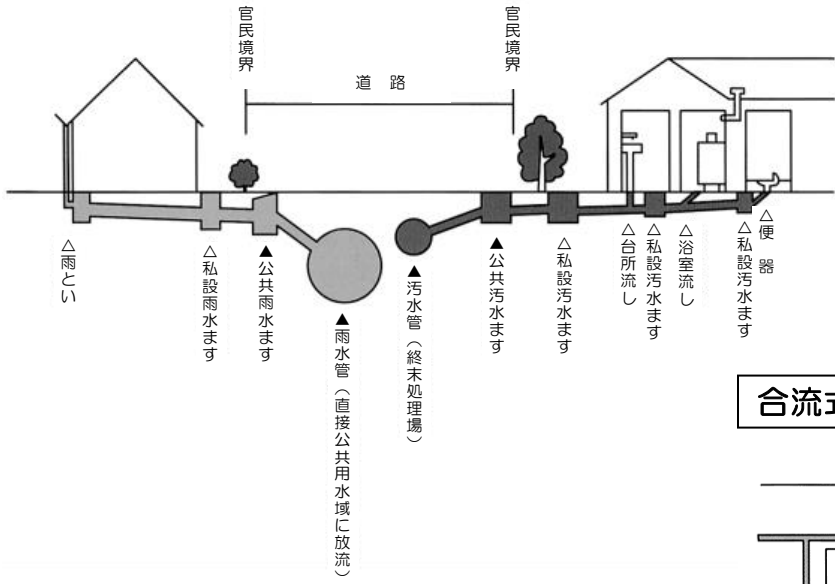 官民境界
道路
官民境界
△雨とい
△私設雨水ます
▲公共雨水ます
▲雨水管（直接公共用水域に放流）
▲汚水管（終末処理場）
▲公共汚水ます
△私設汚水ます
△台所流し
△私設汚水ます
△浴室流し
△私設汚水ます
△便器
合流